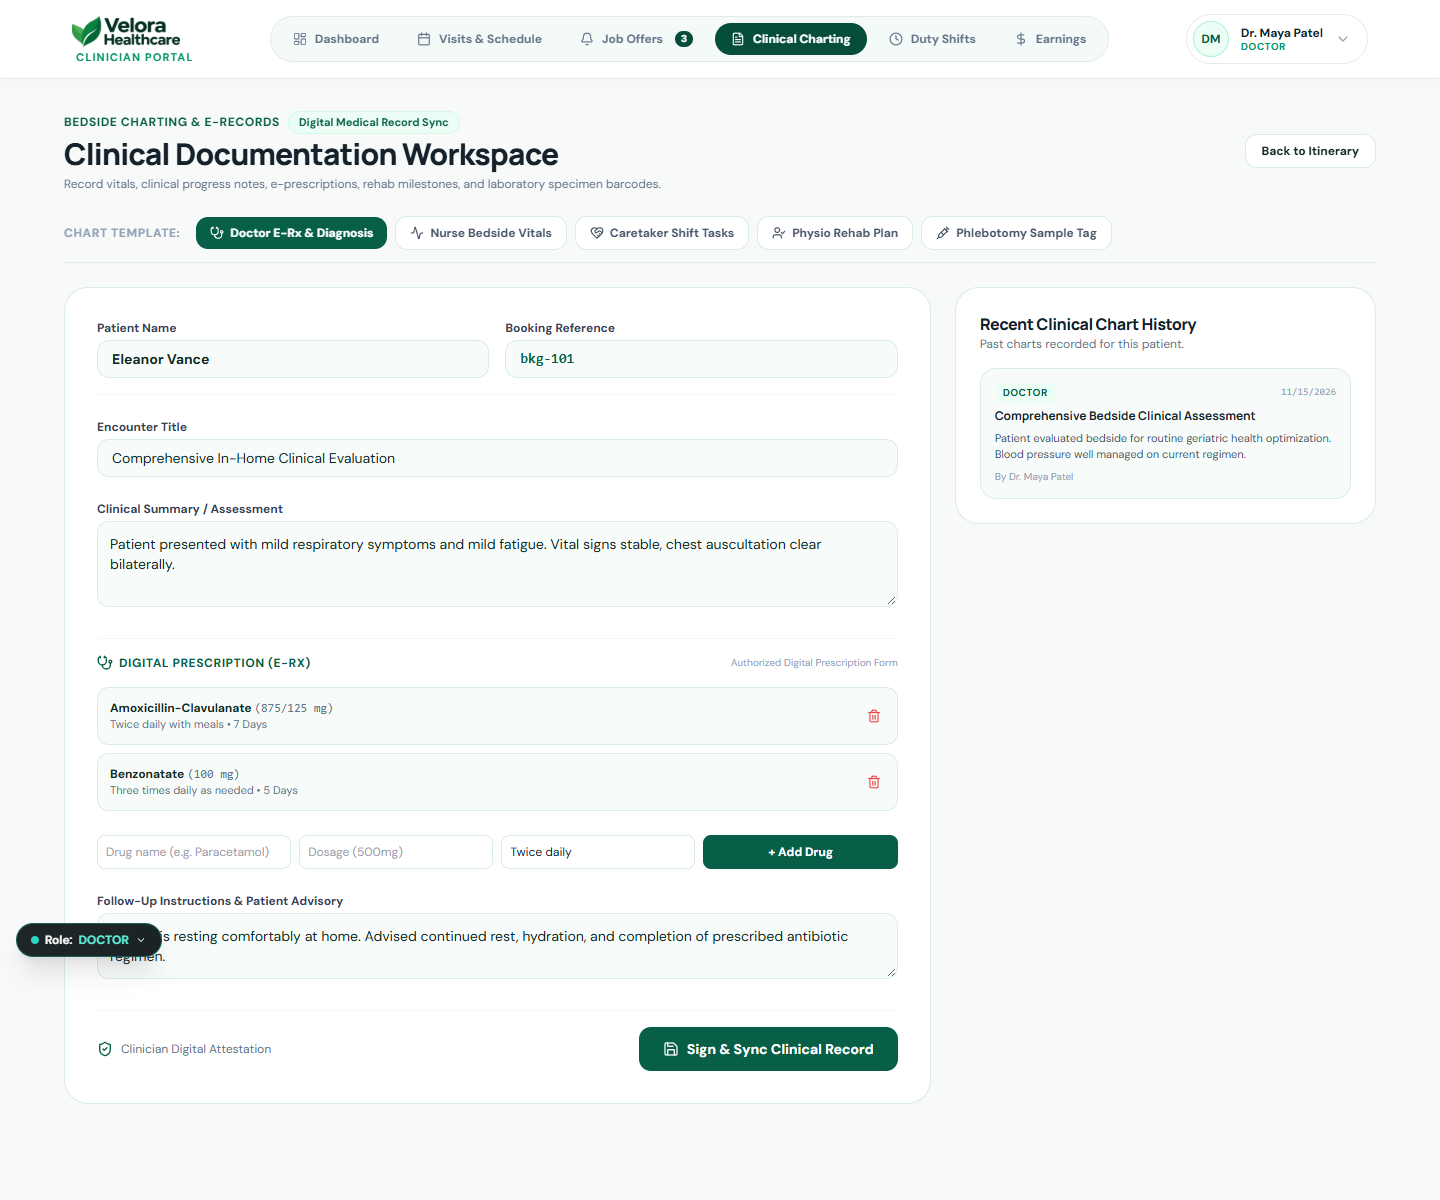 Velora
Healthcare
CLINICIAN PORTAL
Dashboard
Visits & Schedule
Job Offers 3
Clinical Charting
Duty Shifts
Earnings
DM
Dr. Maya Patel
DOCTOR
BEDSIDE CHARTING & E-RECORDS
Digital Medical Record Sync
Clinical Documentation Workspace
Record vitals, clinical progress notes, e-prescriptions, rehab milestones, and laboratory specimen barcodes.
Back to Itinerary
CHART TEMPLATE:
Doctor E-Rx & Diagnosis
Nurse Bedside Vitals
Caretaker Shift Tasks
Physio Rehab Plan
Phlebotomy Sample Tag
Patient Name
Eleanor Vance
Booking Reference
bkg-101
Encounter Title
Comprehensive In-Home Clinical Evaluation
Clinical Summary / Assessment
Patient presented with mild respiratory symptoms and mild fatigue. Vital signs stable, chest auscultation clear
bilaterally.
DIGITAL PRESCRIPTION (E-RX)
Authorized Digital Prescription Form
Amoxicillin-Clavulanate (875/125 mg)
Twice daily with meals • 7 Days
Benzonatate (100 mg)
Three times daily as needed • 5 Days
Drug name (e.g. Paracetamol)
Dosage (500mg)
Twice daily
+ Add Drug
Follow-Up Instructions & Patient Advisory
is resting comfortably at home. Advised continued rest, hydration, and completion of prescribed antibiotic
regimen.
Role: DOCTOR
Clinician Digital Attestation
Sign & Sync Clinical Record
Recent Clinical Chart History
Past charts recorded for this patient.
DOCTOR
11/15/2026
Comprehensive Bedside Clinical Assessment
Patient evaluated bedside for routine geriatric health optimization.
Blood pressure well managed on current regimen.
By Dr. Maya Patel